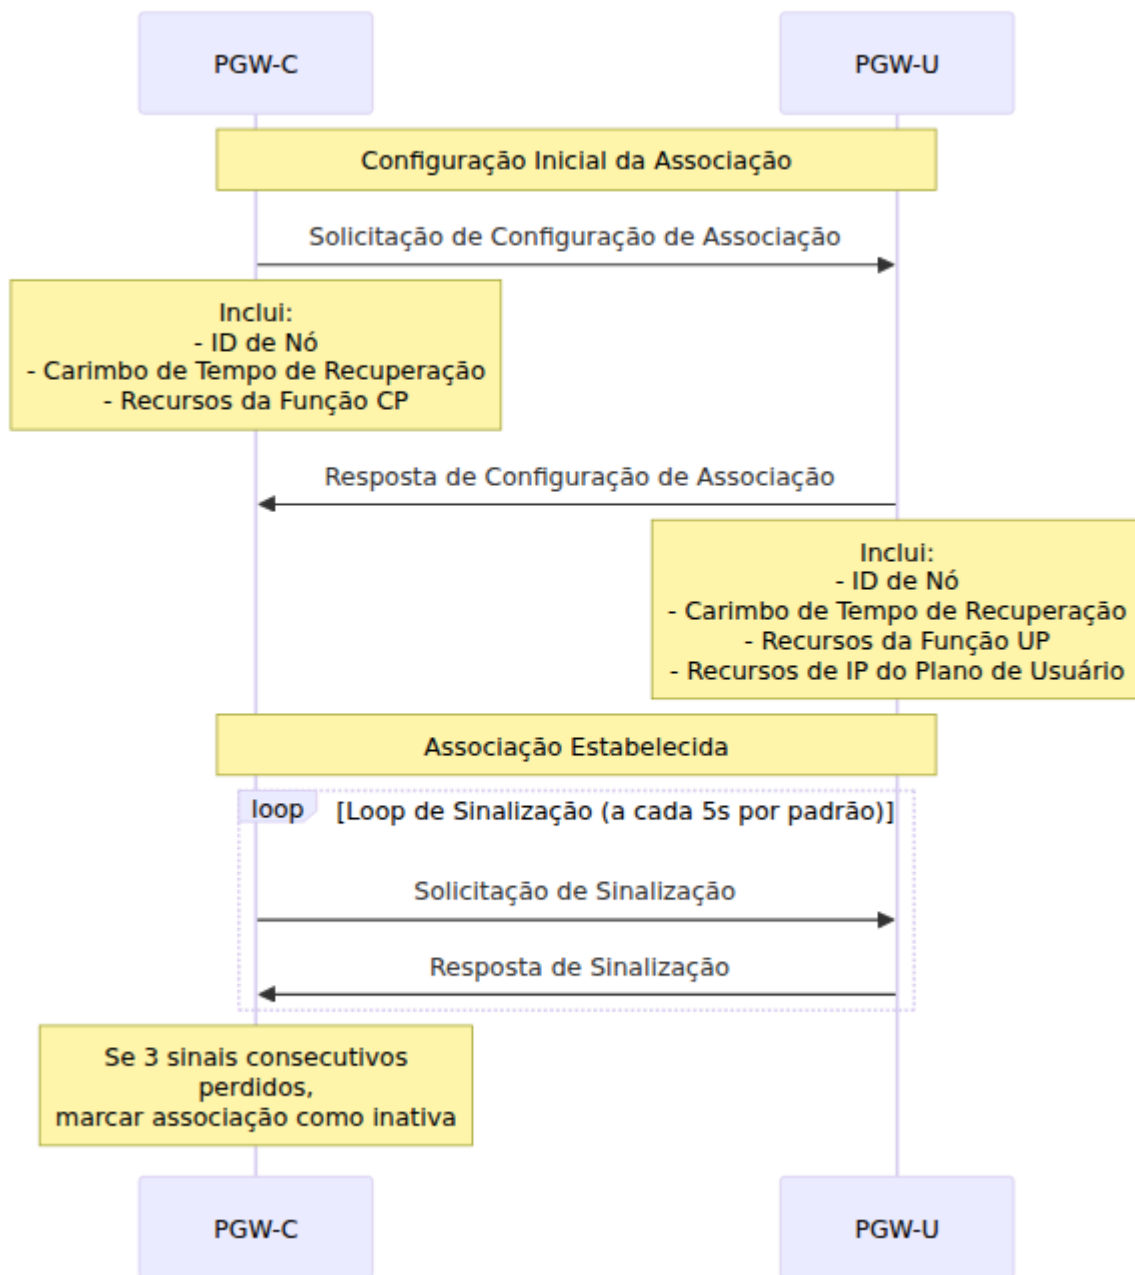 PGW-C
PGW-U
Configuração Inicial da Associação
Solicitação de Configuração de Associação
Inclui:
- ID de Nó
- Carimbo de Tempo de Recuperação
- Recursos da Função CP
Resposta de Configuração de Associação
Inclui:
- ID de Nó
- Carimbo de Tempo de Recuperação
- Recursos da Função UP
- Recursos de IP do Plano de Usuário
Associação Estabelecida
loop
[Loop de Sinalização (a cada 5s por padrão)]
Solicitação de Sinalização
Resposta de Sinalização
Se 3 sinais consecutivos
perdidos,
marcar associação como inativa
PGW-C
PGW-U